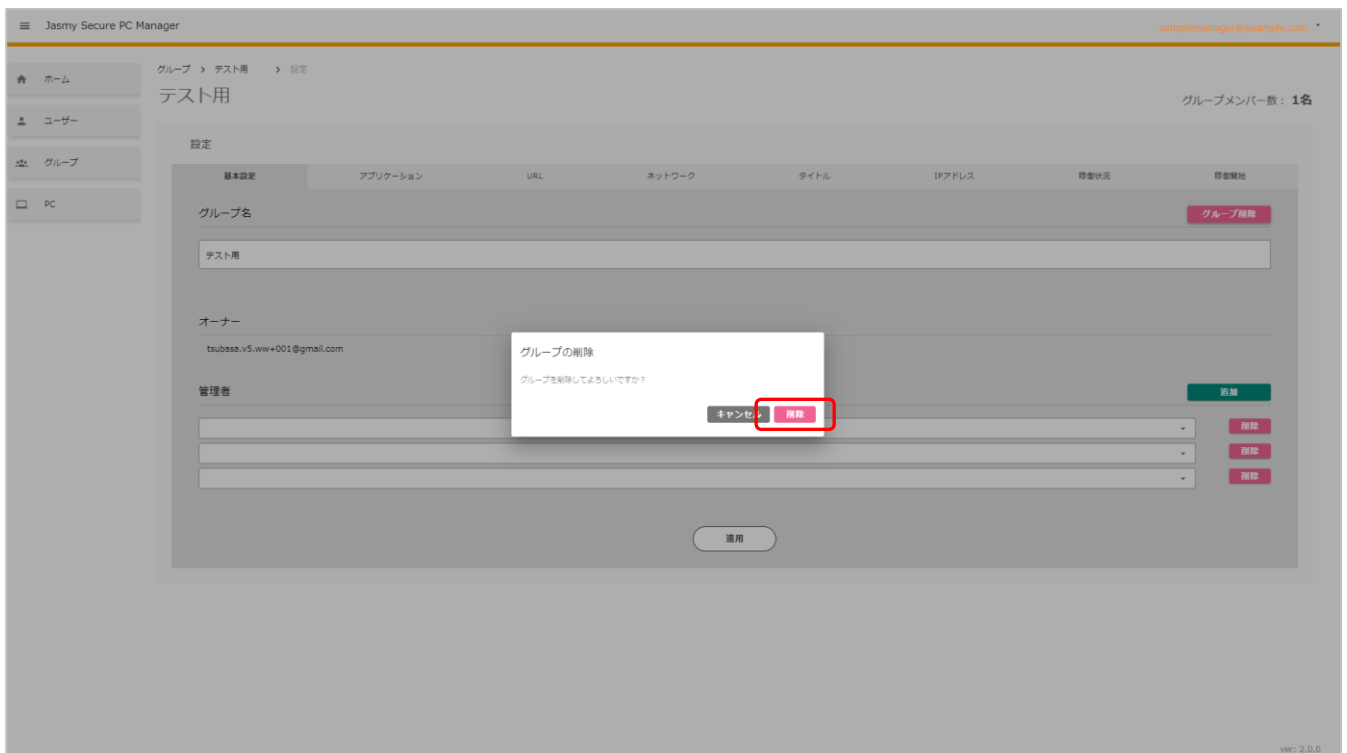 Jasmy Secure PC Manager
samplemanager@example.com
ホーム
ユーザー
グループ
PC
グループ > テスト用 > 設定
テスト用
グループメンバー数： 1名
設定
基本設定 アプリケーション URL ネットワーク タイトル IPアドレス 稼働状況 稼働開始
グループ名
グループ削除
テスト用
オーナー
tsubasa.v5.ww+001@gmail.com
グループの削除
グループを削除してよろしいですか？
キャンセル 削除
管理者
追加
削除
削除
削除
適用
ver: 2.0.0